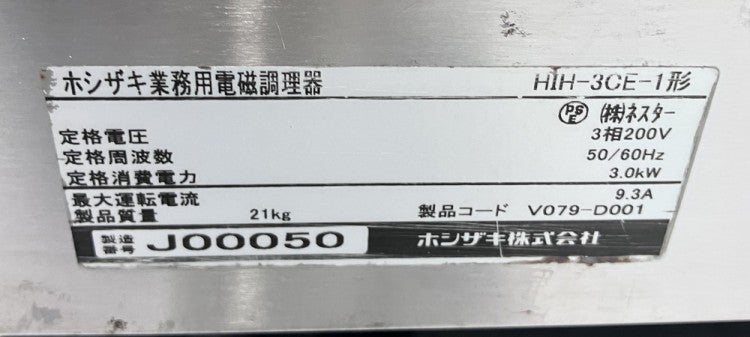 ホシザキ業務用電磁調理器 HIH-3CE-1形
PSE (株)ネスター
定格電圧 3相200V
定格周波数 50/60Hz
定格消費電力 3.0kW
最大運転電流 9.3A
製品質量 21kg 製品コード V079-D001
製造番号 J00050 ホシザキ株式会社